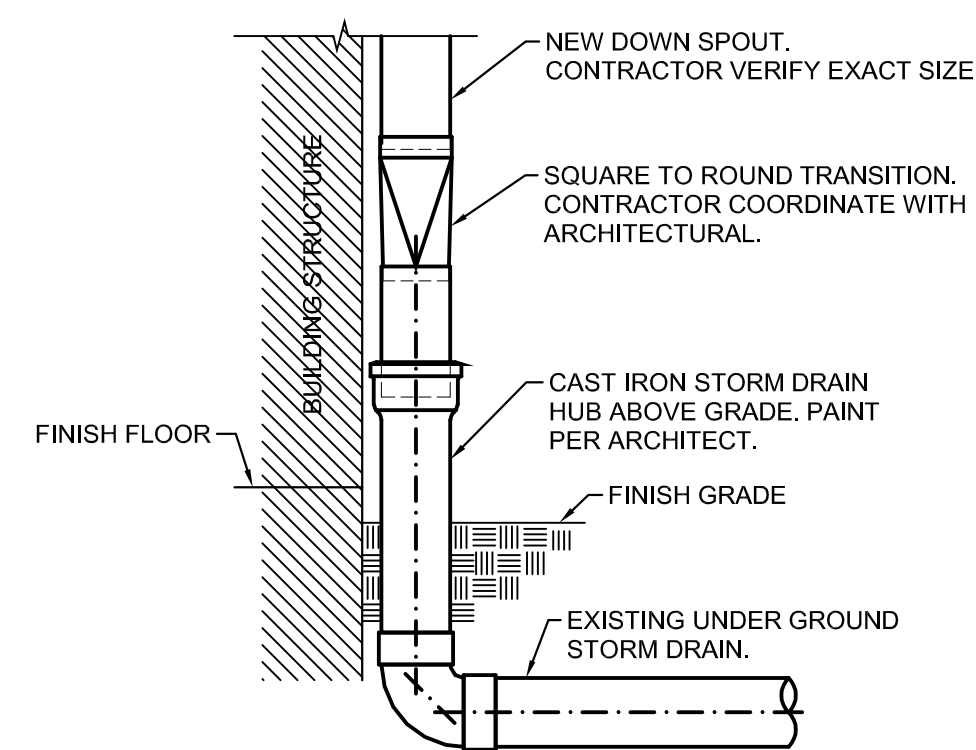 NEW DOWN SPOUT.
CONTRACTOR VERIFY EXACT SIZE
SQUARE TO ROUND TRANSITION.
CONTRACTOR COORDINATE WITH
ARCHITECTURAL.
BUILDING STRUCTURE
CAST IRON STORM DRAIN
HUB ABOVE GRADE. PAINT
PER ARCHITECT.
FINISH FLOOR
FINISH GRADE
EXISTING UNDER GROUND
STORM DRAIN.